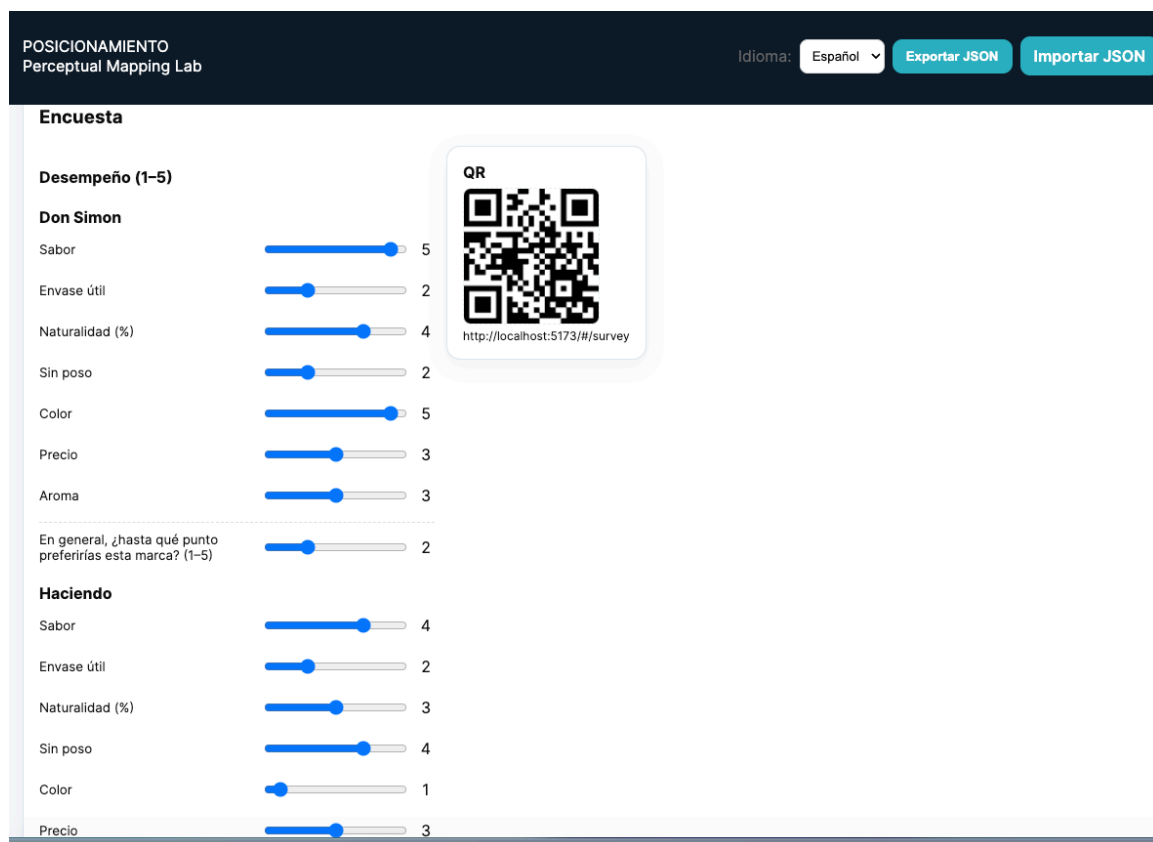 POSICIONAMIENTO
Perceptual Mapping Lab
Idioma:
Español
Exportar JSON
Importar JSON
Encuesta
Desempeño (1–5)
Don Simon
Sabor 5
Envase útil 2
Naturalidad (%) 4
Sin poso 2
Color 5
Precio 3
Aroma 3
En general, ¿hasta qué punto
preferirías esta marca? (1–5) 2
QR
http://localhost:5173/#/survey
Haciendo
Sabor 4
Envase útil 2
Naturalidad (%) 3
Sin poso 4
Color 1
Precio 3